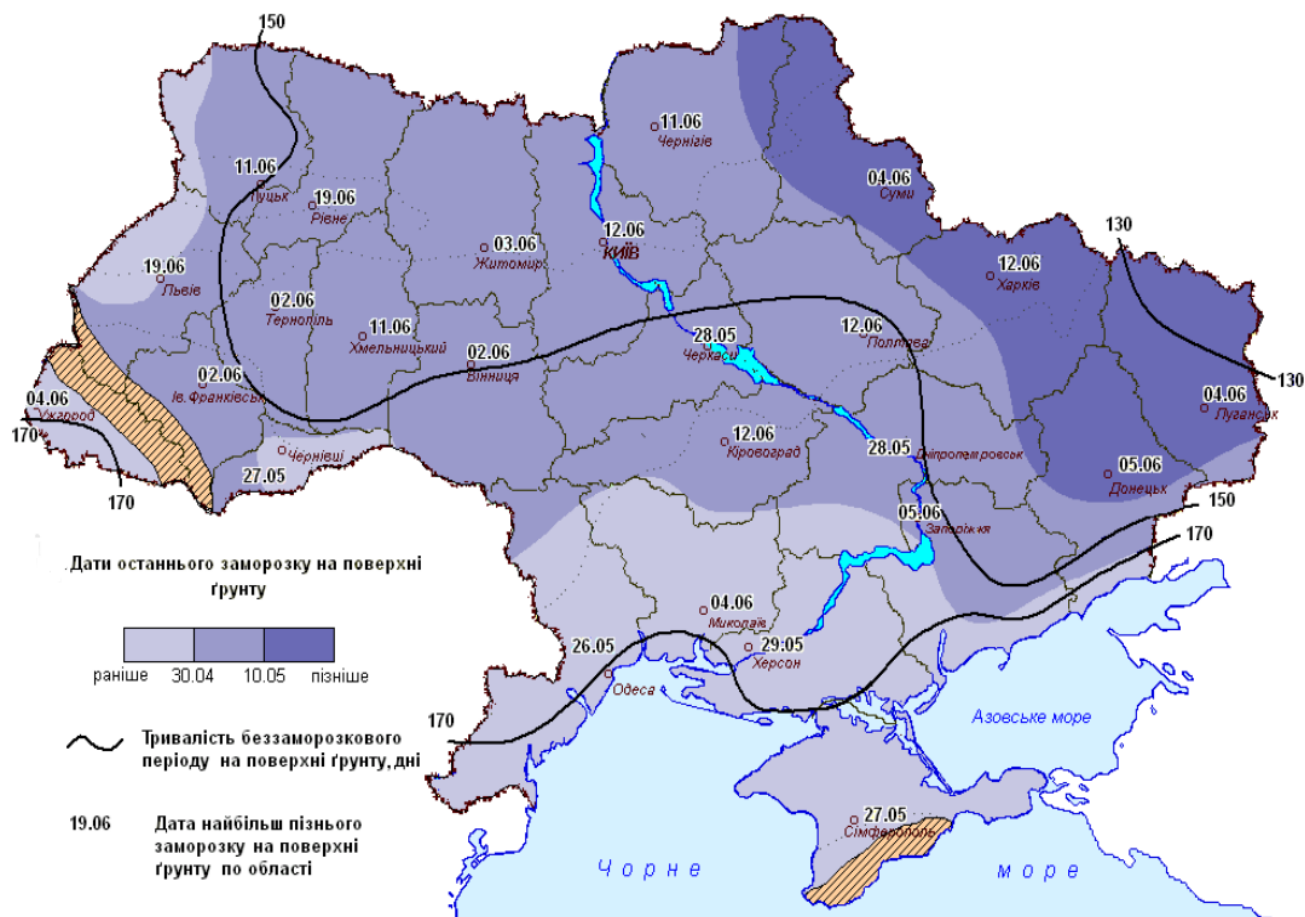 150
11.06
Чернігів
11.06
Луцьк
19.06
Рівне
04.06
Суми
12.06
КИЇВ
03.06
Житомир
130
12.06
Харків
19.06
Львів
02.06
Тернопіль
11.06
Хмельницький
02.06
Вінниця
28.05
Черкаси
12.06
Полтава
130
02.06
Ів. Франківськ
04.06
Ужгород
170
04.06
Луганськ
12.06
Кіровоград
28.05
Дніпропетровськ
Чернівці
27.05
170
05.06
Донецьк
150
05.06
Запоріжжя
170
Дати останнього заморозку на поверхні
ґрунту
раніше 30.04 10.05 пізніше
04.06
Миколаїв
29.05
Херсон
26.05
Одеса
170
Азовське море
Тривалість беззаморозкового
періоду на поверхні ґрунту, дні
19.06 Дата найбільш пізнього
заморозку на поверхні
ґрунту по області
27.05
Сімферополь
Чорне море